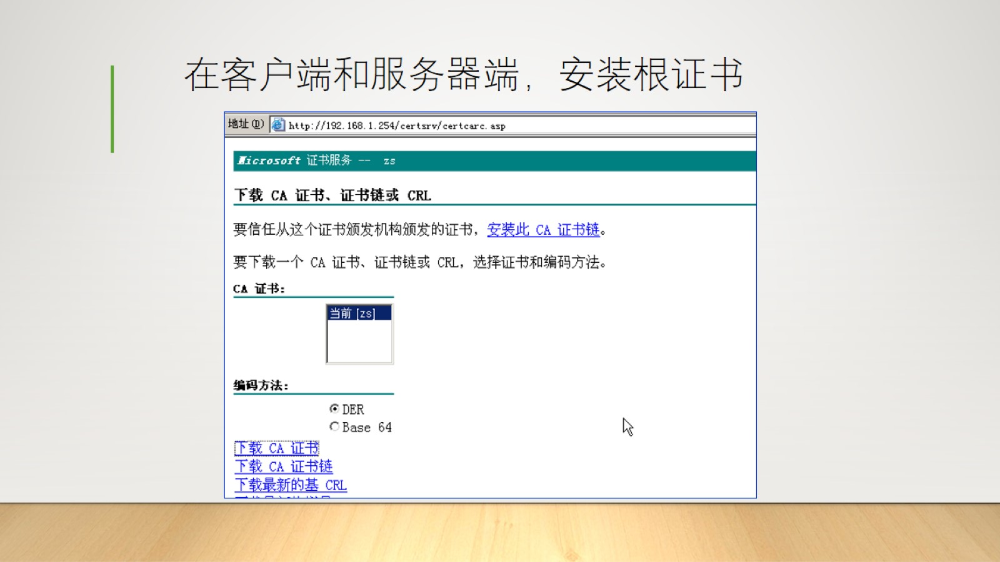 在客户端和服务器端，安装根证书
地址(D) http://192.168.1.254/certsrv/certcarc.asp
Microsoft 证书服务 -- zs
下载 CA 证书、证书链或 CRL
要信任从这个证书颁发机构颁发的证书，安装此 CA 证书链。
要下载一个 CA 证书、证书链或 CRL，选择证书和编码方法。
CA 证书：
当前 [zs]
编码方法：
DER
Base 64
下载 CA 证书
下载 CA 证书链
下载最新的基 CRL